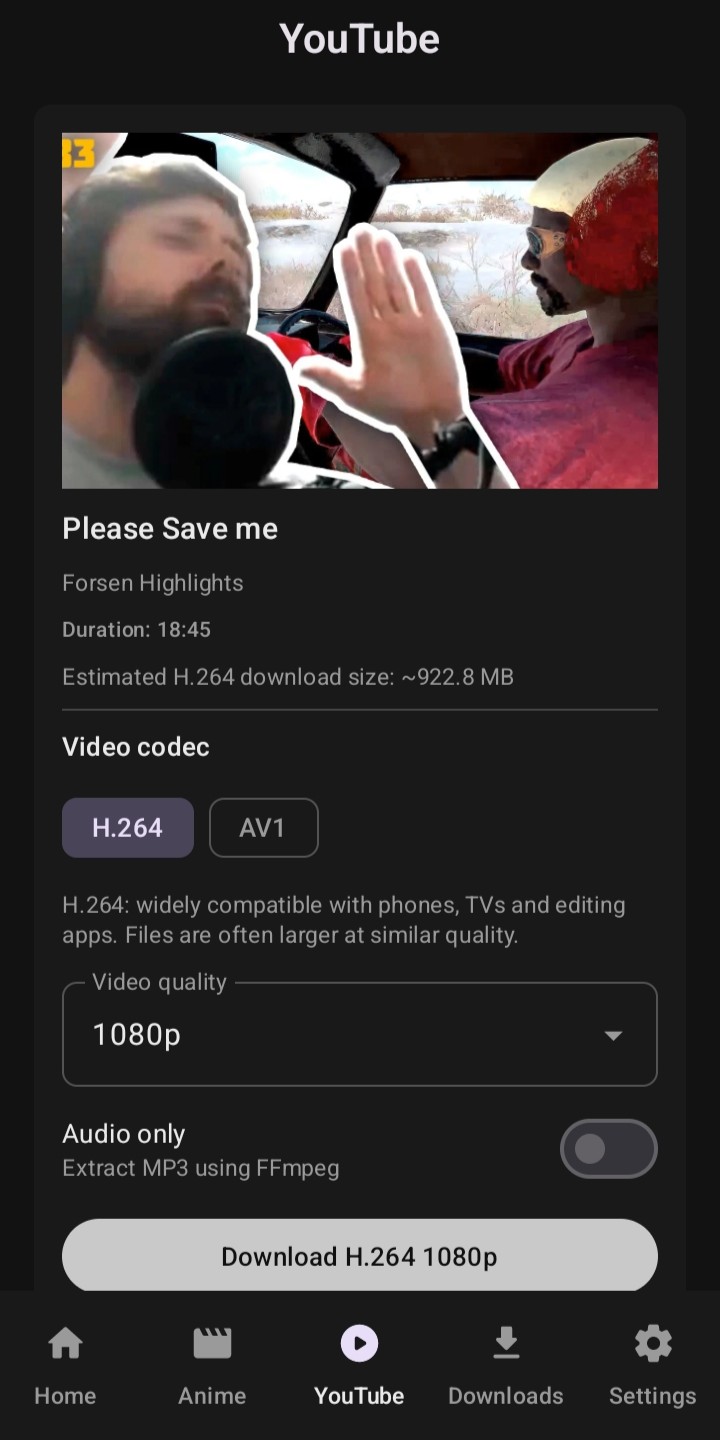 YouTube
33
Please Save me
Forsen Highlights
Duration: 18:45
Estimated H.264 download size: ~922.8 MB
Video codec
H.264
AV1
H.264: widely compatible with phones, TVs and editing
apps. Files are often larger at similar quality.
Video quality
1080p
Audio only
Extract MP3 using FFmpeg
Download H.264 1080p
Home
Anime
YouTube
Downloads
Settings